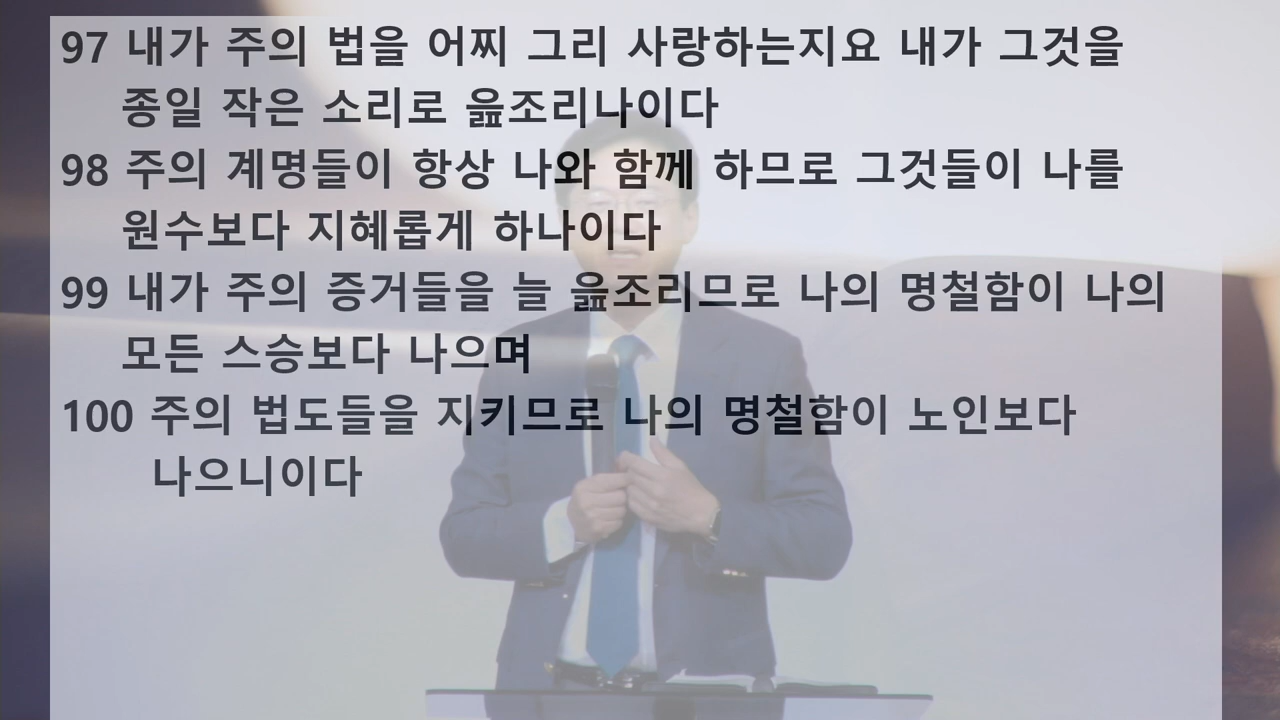 97 내가 주의 법을 어찌 그리 사랑하는지요 내가 그것을
종일 작은 소리로 읊조리나이다
98 주의 계명들이 항상 나와 함께 하므로 그것들이 나를
원수보다 지혜롭게 하나이다
99 내가 주의 증거들을 늘 읊조리므로 나의 명철함이 나의
모든 스승보다 나으며
100 주의 법도들을 지키므로 나의 명철함이 노인보다
나으니이다